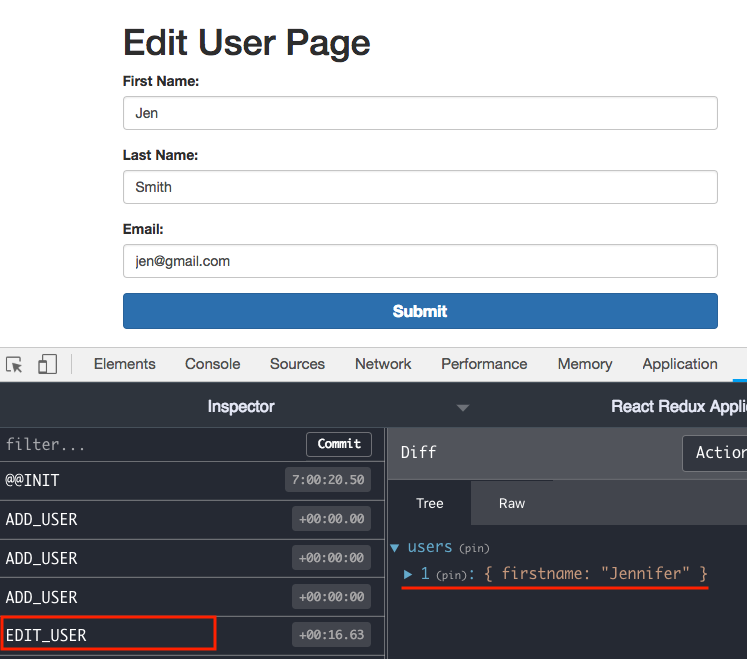 Edit User Page
First Name:
Jen
Last Name:
Smith
Email:
jen@gmail.com
Submit
Elements Console Sources Network Performance Memory Application
Inspector React Redux Appli
filter... Commit
@@INIT 7:00:20.50
ADD_USER +00:00.00
ADD_USER +00:00:00
ADD_USER +00:00:00
EDIT_USER +00:16.63
Diff Action
Tree Raw
users (pin)
1 (pin): { firstname: "Jennifer" }